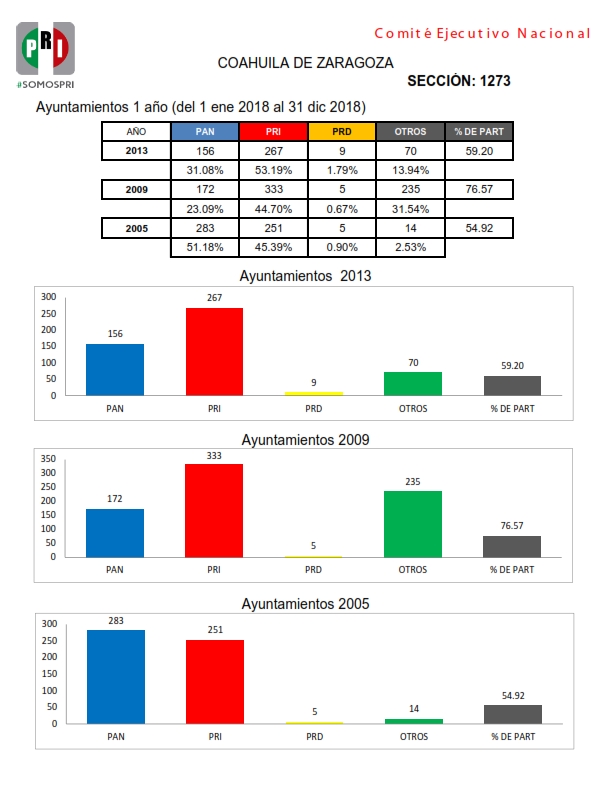 Comité Ejecutivo Nacional
PRI
#SOMOSPRI
COAHUILA DE ZARAGOZA
SECCIÓN: 1273
Ayuntamientos 1 año (del 1 ene 2018 al 31 dic 2018)
AÑO PAN PRI PRD OTROS % DE PART
2013 156 267 9 70 59.20
31.08% 53.19% 1.79% 13.94%
2009 172 333 5 235 76.57
23.09% 44.70% 0.67% 31.54%
2005 283 251 5 14 54.92
51.18% 45.39% 0.90% 2.53%
Ayuntamientos 2013
300
250
200
150
100
50
0
156 267 9 70 59.20
PAN PRI PRD OTROS % DE PART
Ayuntamientos 2009
350
300
250
200
150
100
50
0
172 333 5 235 76.57
PAN PRI PRD OTROS % DE PART
Ayuntamientos 2005
300
250
200
150
100
50
0
283 251 5 14 54.92
PAN PRI PRD OTROS % DE PART